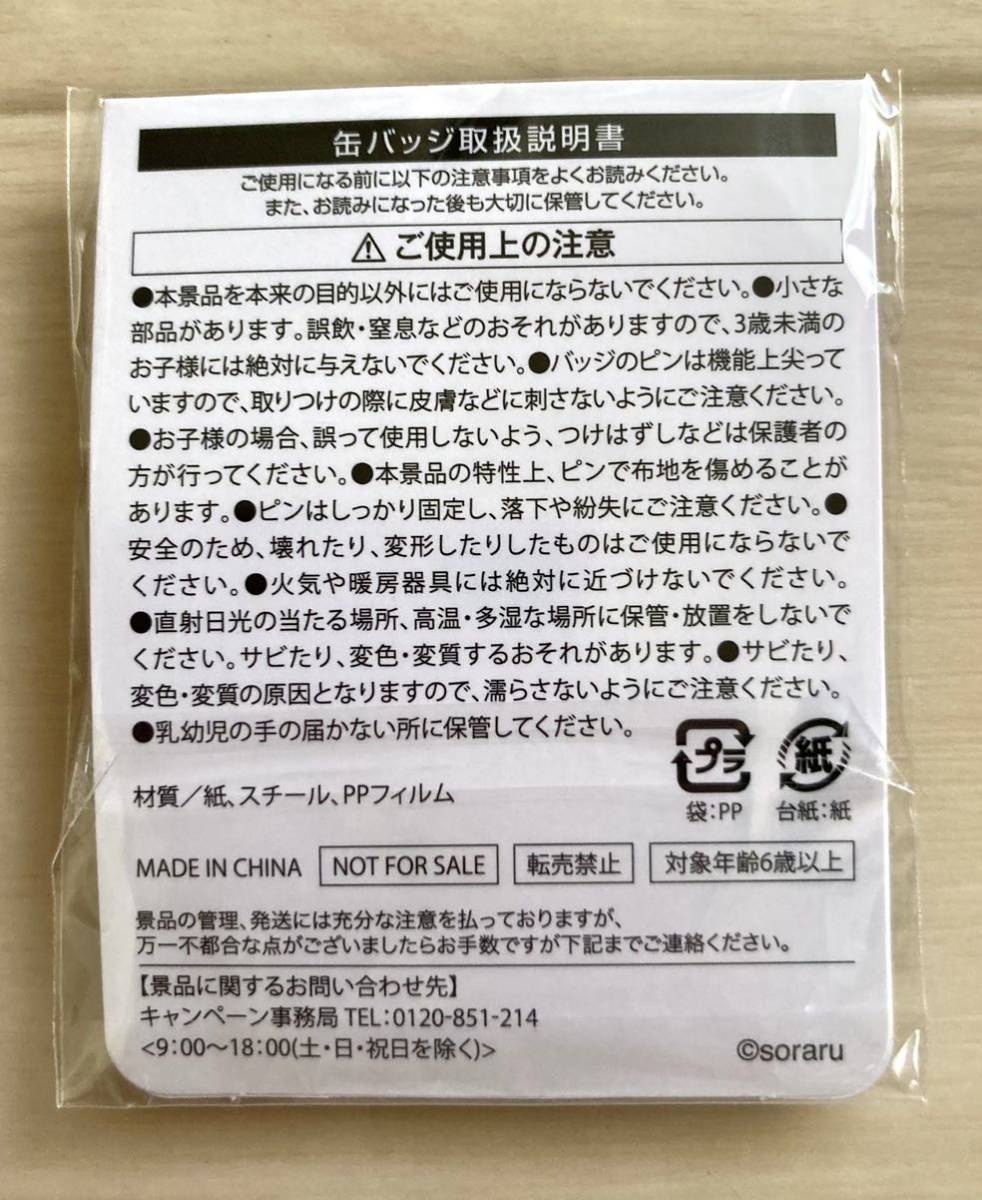 缶バッジ取扱説明書
ご使用になる前に以下の注意事項をよくお読みください。
また、お読みになった後も大切に保管してください。
⚠ご使用上の注意
●本景品を本来の目的以外にはご使用にならないでください。●小さな
部品があります。誤飲・窒息などのおそれがありますので、3歳未満の
お子様には絶対に与えないでください。●バッジのピンは機能上尖って
いますので、取りつけの際に皮膚などに刺さないようにご注意ください。
●お子様の場合、誤って使用しないよう、つけはずしなどは保護者の
方が行ってください。●本景品の特性上、ピンで布地を傷めることが
あります。●ピンはしっかり固定し、落下や紛失にご注意ください。●
安全のため、壊れたり、変形したりしたものはご使用にならないで
ください。●火気や暖房器具には絶対に近づけないでください。
●直射日光の当たる場所、高温・多湿な場所に保管・放置をしないで
ください。サビたり、変色・変質するおそれがあります。●サビたり、
変色・変質の原因となりますので、濡らさないようにご注意ください。
●乳幼児の手の届かない所に保管してください。
プラ 紙
袋:PP 台紙:紙
材質／紙、スチール、PPフィルム
MADE IN CHINA NOT FOR SALE 転売禁止 対象年齢6歳以上
景品の管理、発送には充分な注意を払っておりますが、
万一不都合な点がございましたらお手数ですが下記までご連絡ください。
【景品に関するお問い合わせ先】
キャンペーン事務局 TEL:0120-851-214
<9:00〜18:00(土・日・祝日を除く)>
©soraru